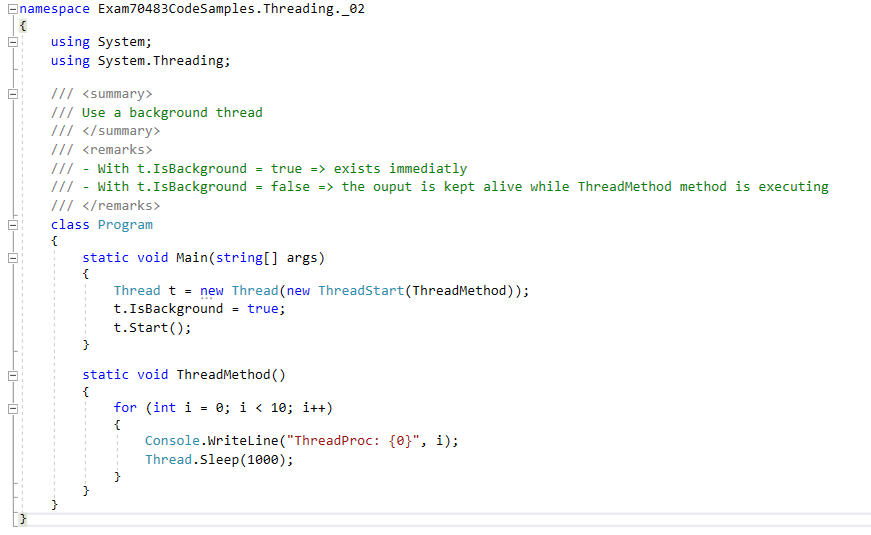 namespace Exam70483CodeSamples.Threading._02
{
    using System;
    using System.Threading;

    /// <summary>
    /// Use a background thread
    /// </summary>
    /// <remarks>
    /// - With t.IsBackground = true => exists immediatly
    /// - With t.IsBackground = false => the ouput is kept alive while ThreadMethod method is executing
    /// </remarks>
    class Program
    {
        static void Main(string[] args)
        {
            Thread t = new Thread(new ThreadStart(ThreadMethod));
            t.IsBackground = true;
            t.Start();
        }

        static void ThreadMethod()
        {
            for (int i = 0; i < 10; i++)
            {
                Console.WriteLine("ThreadProc: {0}", i);
                Thread.Sleep(1000);
            }
        }
    }
}